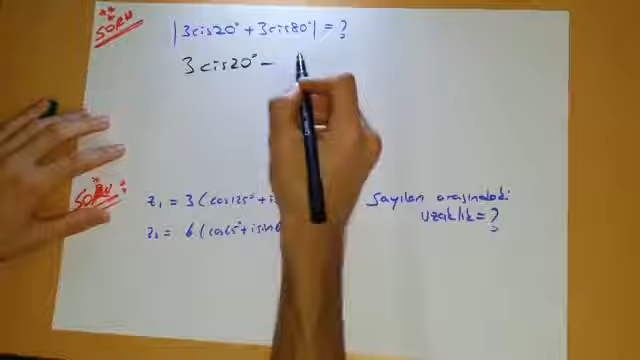 SORU
|3cis20° + 3cis80°| = ?
3cis20° –
SORU:
z₁ = 3(cos125° + i
sayıları arasındaki
uzaklık = ?
z₂ = 6(cos65° + isin6